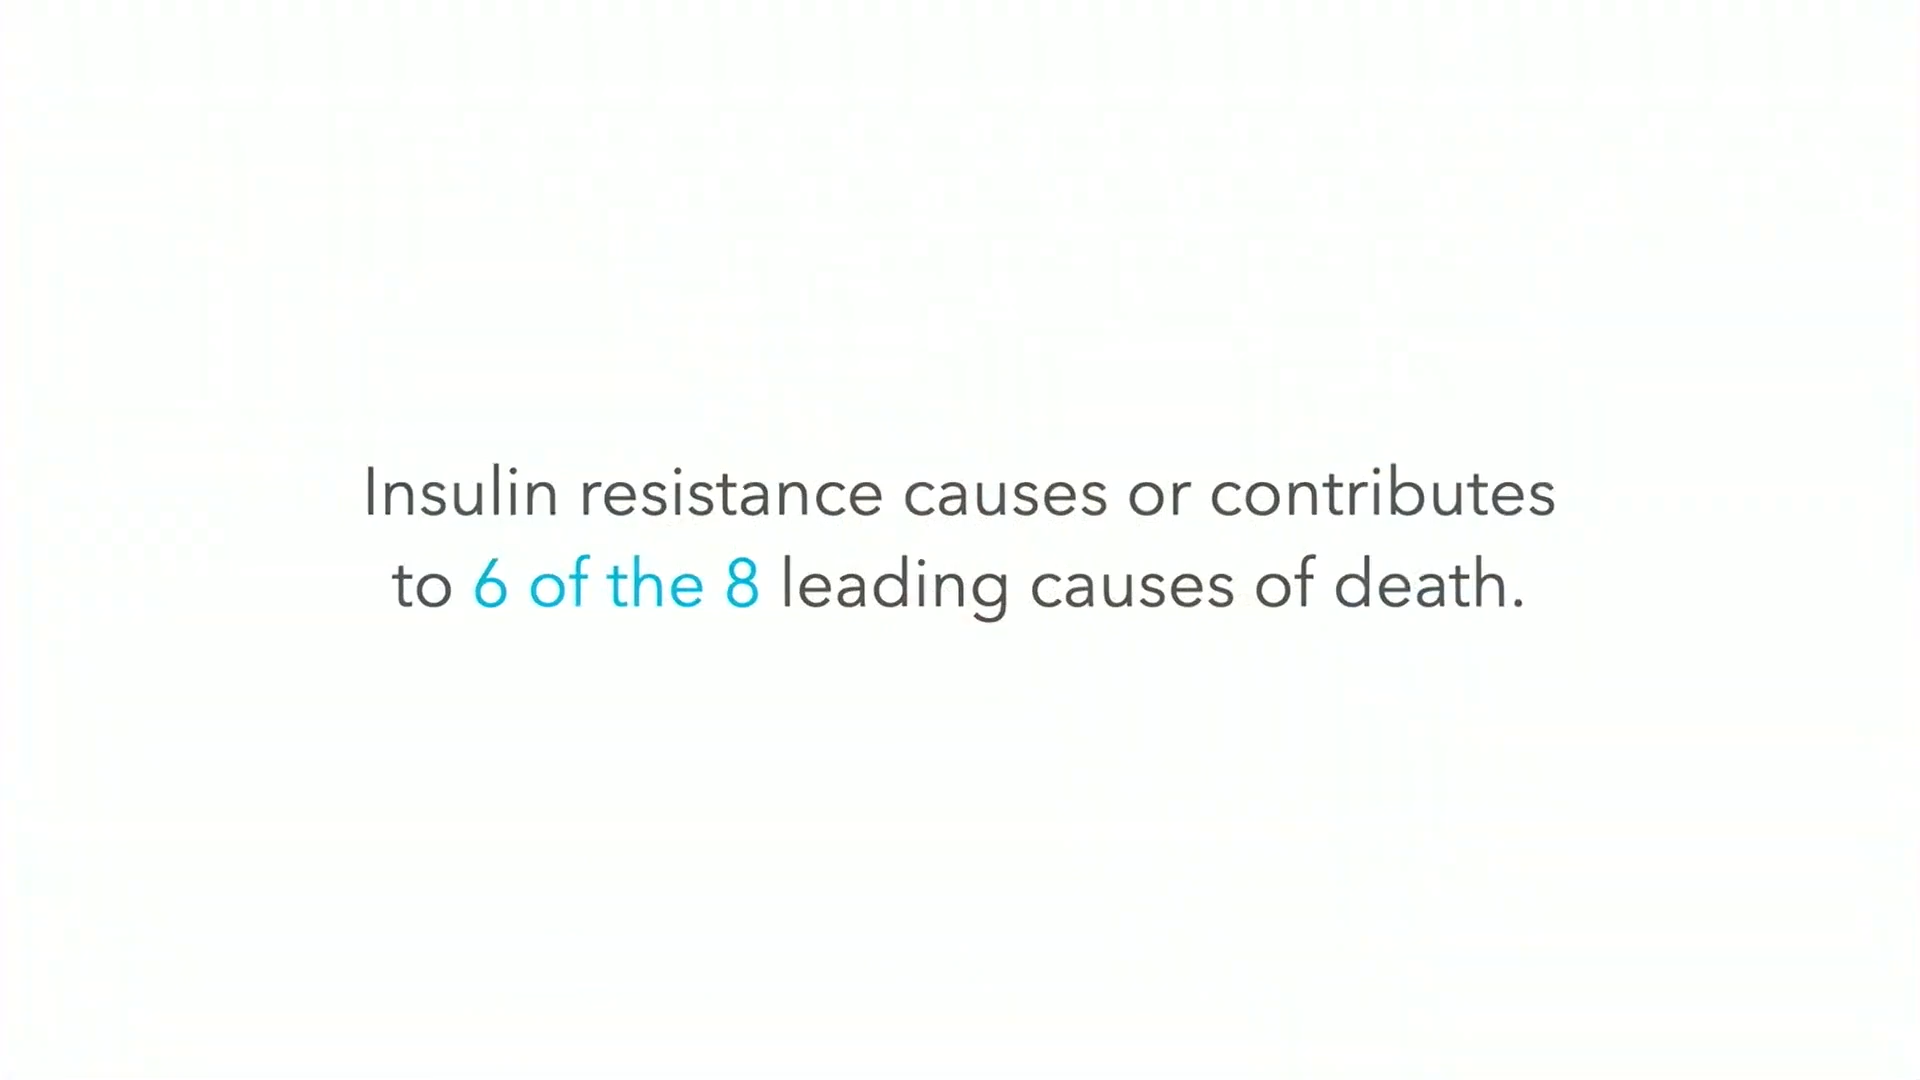 Insulin resistance causes or contributes
to 6 of the 8 leading causes of death.